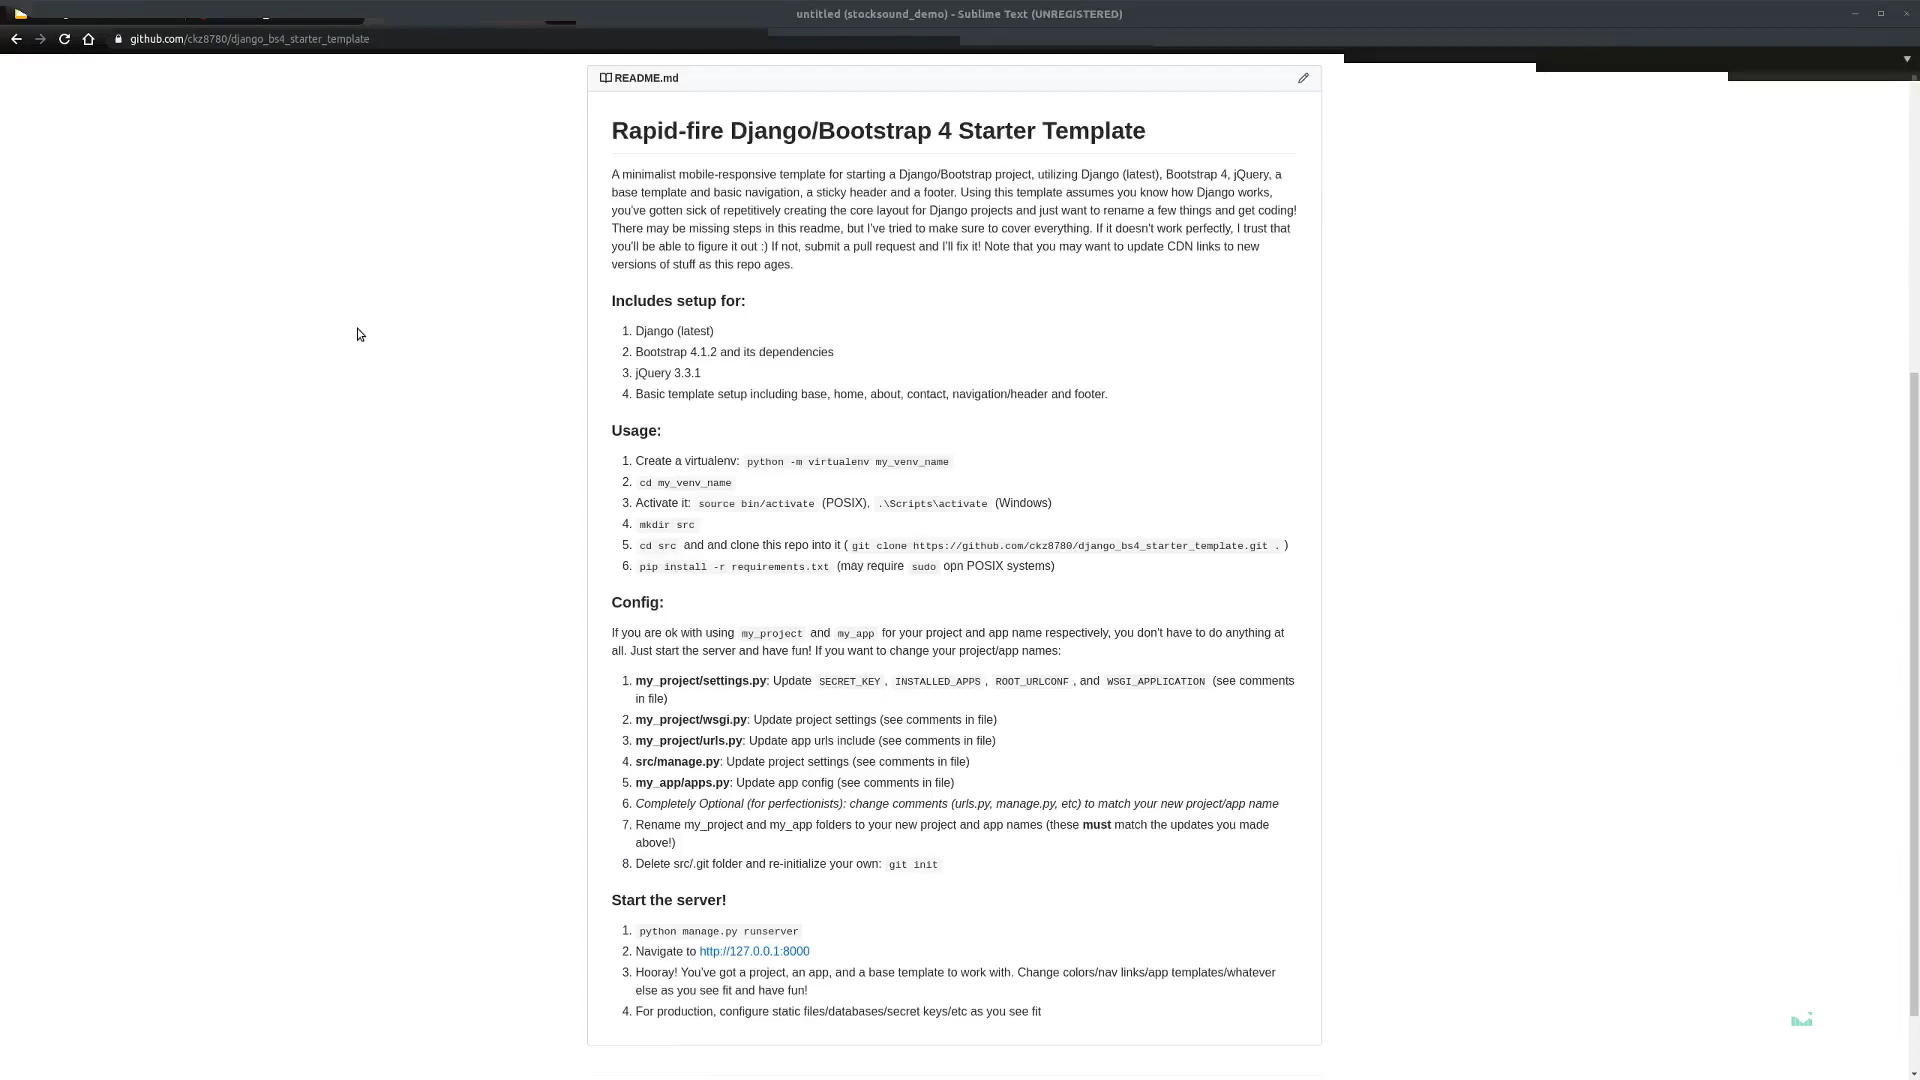 untitled (stocksound_demo) - Sublime Text (UNREGISTERED)
github.com/ckz8780/django_bs4_starter_template
README.md
Rapid-fire Django/Bootstrap 4 Starter Template
A minimalist mobile-responsive template for starting a Django/Bootstrap project, utilizing Django (latest), Bootstrap 4, jQuery, a
base template and basic navigation, a sticky header and a footer. Using this template assumes you know how Django works,
you've gotten sick of repetitively creating the core layout for Django projects and just want to rename a few things and get coding!
There may be missing steps in this readme, but I've tried to make sure to cover everything. If it doesn't work perfectly, I trust that
you'll be able to figure it out :) If not, submit a pull request and I'll fix it! Note that you may want to update CDN links to new
versions of stuff as this repo ages.
Includes setup for:
1. Django (latest)
2. Bootstrap 4.1.2 and its dependencies
3. jQuery 3.3.1
4. Basic template setup including base, home, about, contact, navigation/header and footer.
Usage:
1. Create a virtualenv: python -m virtualenv my_venv_name
2. cd my_venv_name
3. Activate it: source bin/activate (POSIX), .\Scripts\activate (Windows)
4. mkdir src
5. cd src and and clone this repo into it ( git clone https://github.com/ckz8780/django_bs4_starter_template.git . )
6. pip install -r requirements.txt (may require sudo opn POSIX systems)
Config:
If you are ok with using my_project and my_app for your project and app name respectively, you don't have to do anything at
all. Just start the server and have fun! If you want to change your project/app names:
1. my_project/settings.py: Update SECRET_KEY, INSTALLED_APPS, ROOT_URLCONF, and WSGI_APPLICATION (see comments
in file)
2. my_project/wsgi.py: Update project settings (see comments in file)
3. my_project/urls.py: Update app urls include (see comments in file)
4. src/manage.py: Update project settings (see comments in file)
5. my_app/apps.py: Update app config (see comments in file)
6. Completely Optional (for perfectionists): change comments (urls.py, manage.py, etc) to match your new project/app name
7. Rename my_project and my_app folders to your new project and app names (these must match the updates you made
above!)
8. Delete src/.git folder and re-initialize your own: git init
Start the server!
1. python manage.py runserver
2. Navigate to http://127.0.0.1:8000
3. Hooray! You've got a project, an app, and a base template to work with. Change colors/nav links/app templates/whatever
else as you see fit and have fun!
4. For production, configure static files/databases/secret keys/etc as you see fit